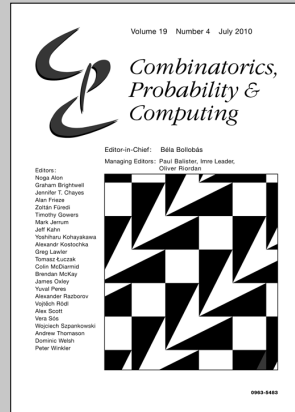 Volume 19 Number 4 July 2010
Combinatorics,
Probability &
Computing
Editor-in-Chief: Béla Bollobás
Managing Editors: Paul Balister, Imre Leader,
Oliver Riordan
Editors:
Noga Alon
Graham Brightwell
Jennifer T. Chayes
Alan Frieze
Zoltán Füredi
Timothy Gowers
Mark Jerrum
Jeff Kahn
Yoshiharu Kohayakawa
Alexandr Kostochka
Greg Lawler
Tomasz Łuczak
Colin McDiarmid
Brendan McKay
James Oxley
Yuval Peres
Alexander Razborov
Vojtěch Rödl
Alex Scott
Vera Sós
Wojciech Szpankowski
Andrew Thomason
Dominic Welsh
Peter Winkler
0963-5483